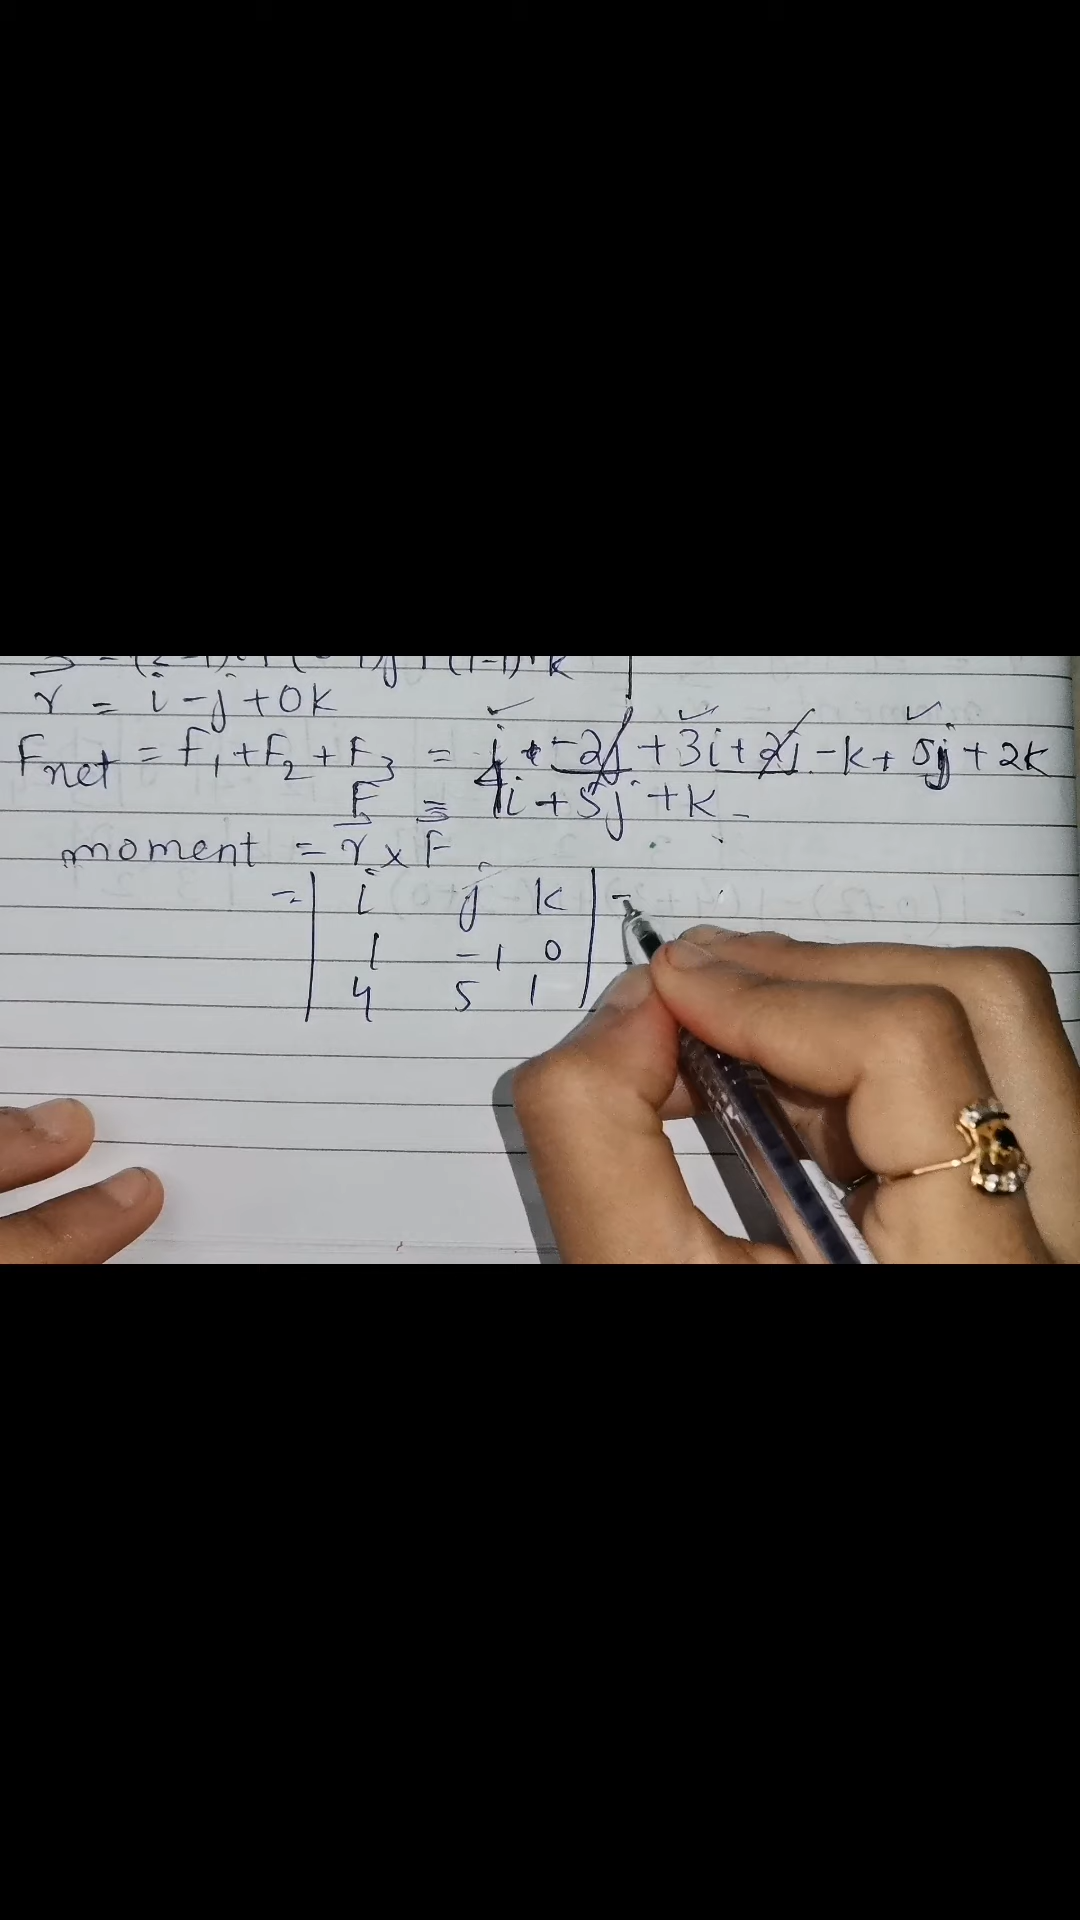 r = i - j + 0k
Fnet = F1 + F2 + F3 = i + -2j + 3i + 2j - k + 5j + 2k
F = 4i + 5j + k
moment = r x F
= | i j k | =
1 -1 0
4 5 1